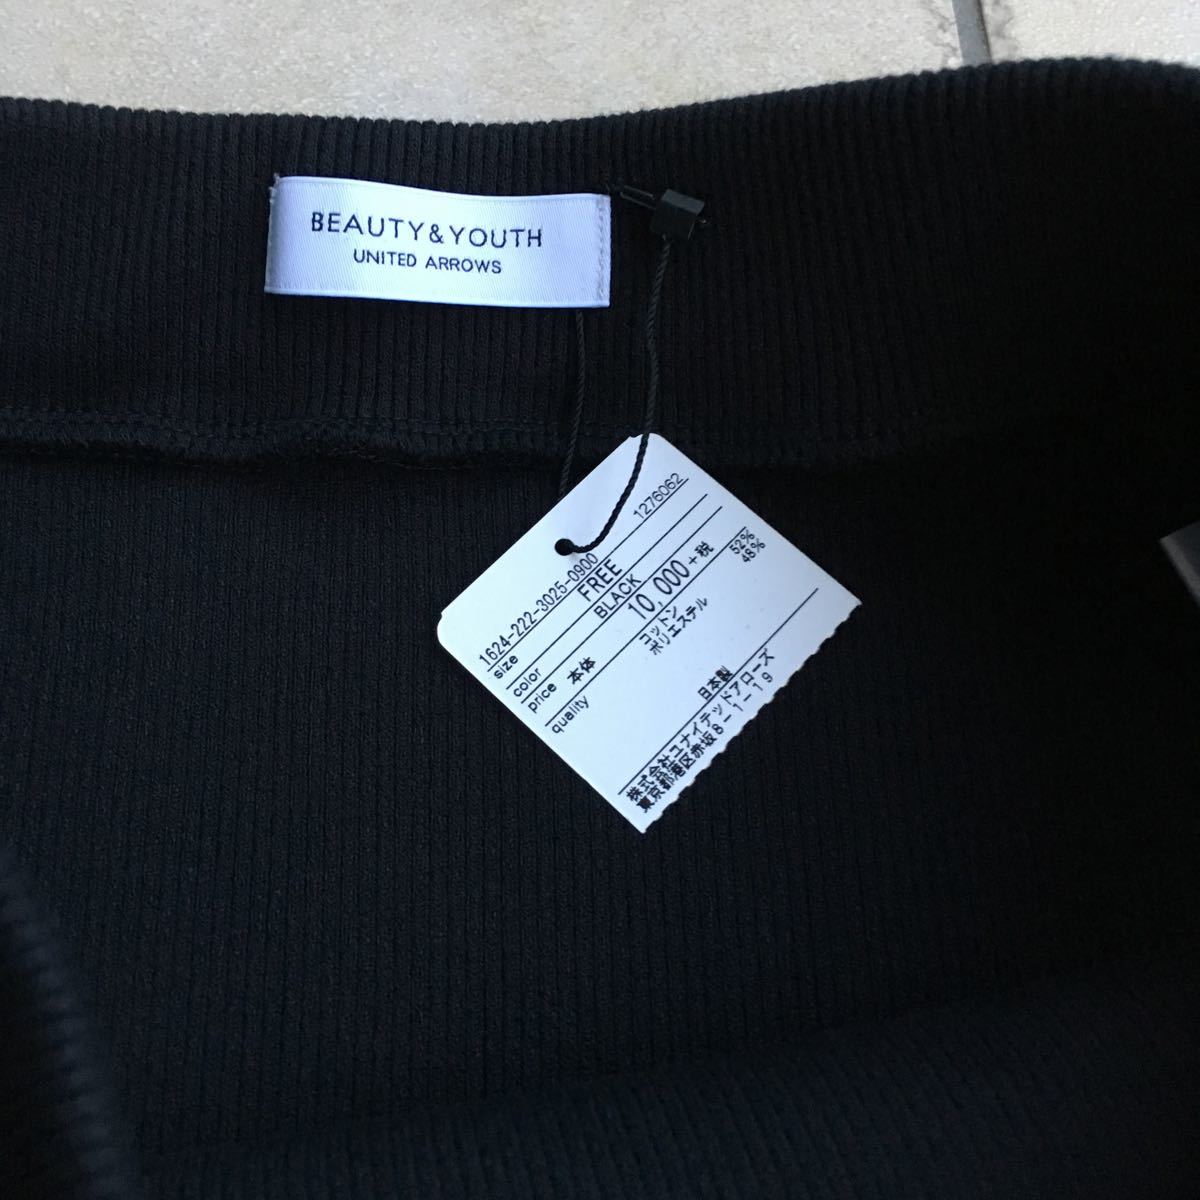 BEAUTY&YOUTH
UNITED ARROWS
1624-222-3025-0900 1276062
size FREE
color BLACK
price 本体 10,000+税
quality コットン 52%
ポリエステル 48%
日本製
株式会社ユナイテッドアローズ
東京都港区赤坂8-1-19